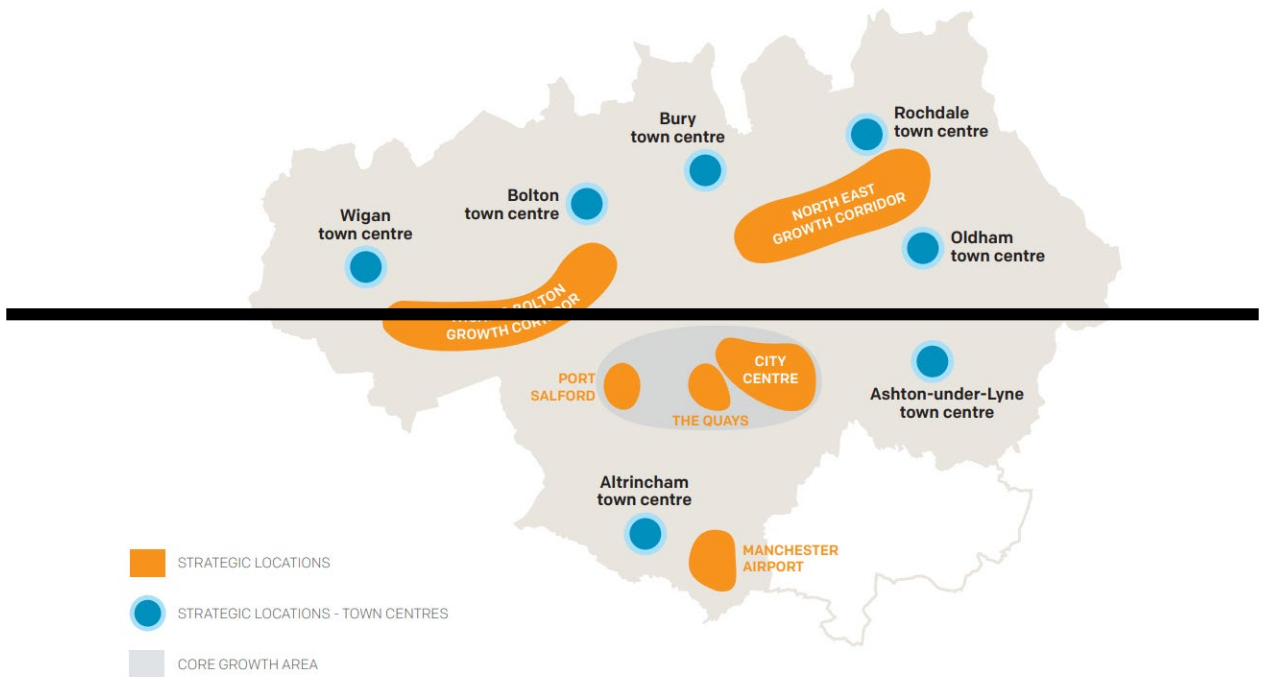 Bury
town centre
Rochdale
town centre
Bolton
town centre
NORTH EAST
GROWTH CORRIDOR
Wigan
town centre
Oldham
town centre
BOLTON
GROWTH CORRIDOR
CITY
CENTRE
PORT
SALFORD
THE QUAYS
Ashton-under-Lyne
town centre
Altrincham
town centre
MANCHESTER
AIRPORT
STRATEGIC LOCATIONS
STRATEGIC LOCATIONS - TOWN CENTRES
CORE GROWTH AREA